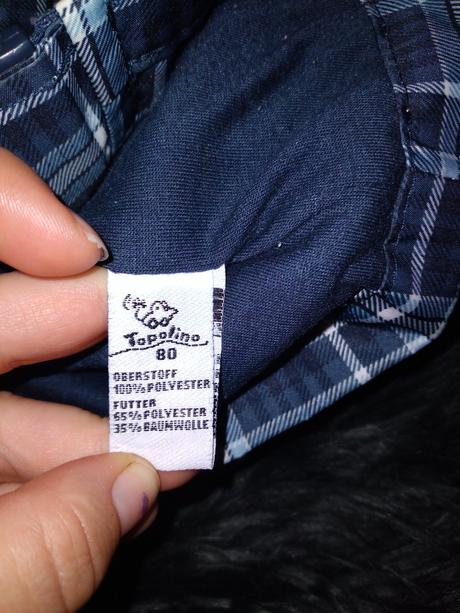 Topolino
80
OBERSTOFF
100% POLYESTER
FUTTER
65% POLYESTER
35% BAUMWOLLE